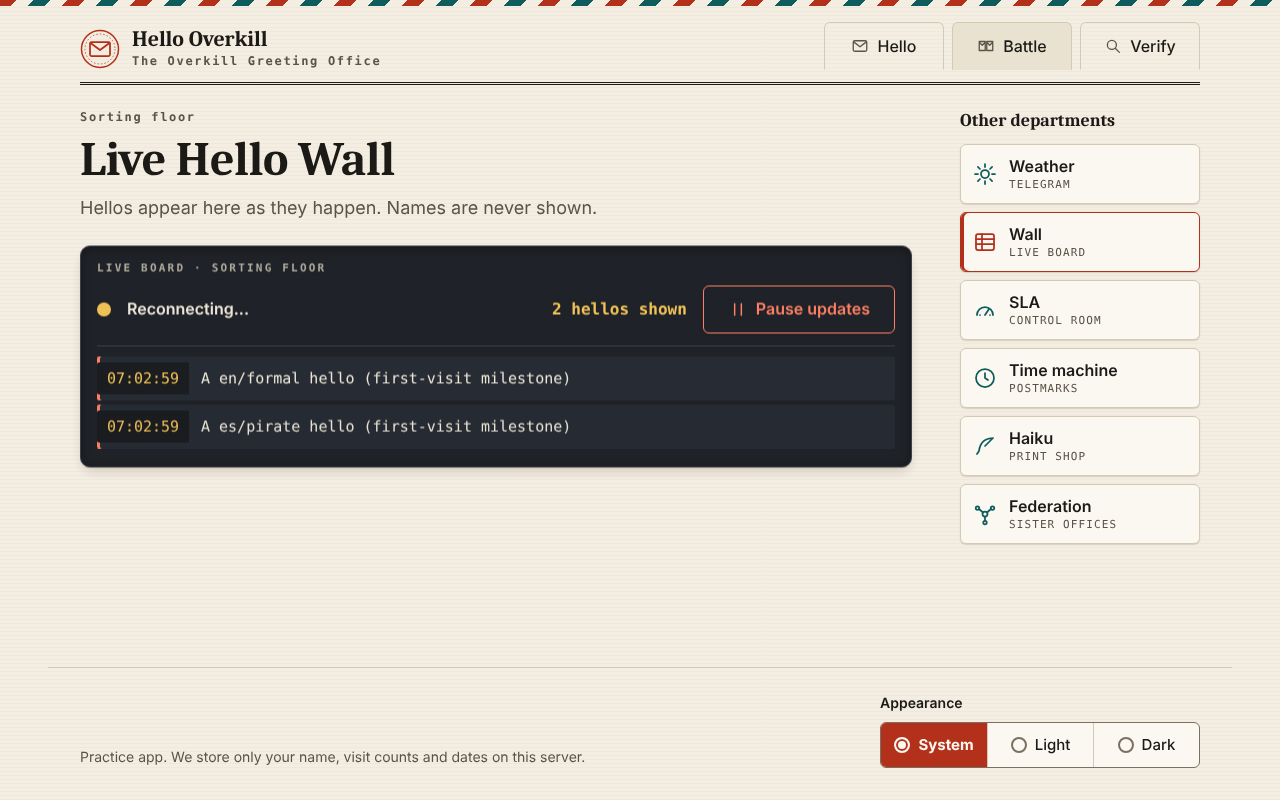 Hello Overkill
The Overkill Greeting Office
Hello
Battle
Verify
Sorting floor
Live Hello Wall
Hellos appear here as they happen. Names are never shown.
LIVE BOARD · SORTING FLOOR
Reconnecting…
2 hellos shown
Pause updates
07:02:59 A en/formal hello (first-visit milestone)
07:02:59 A es/pirate hello (first-visit milestone)
Other departments
Weather
TELEGRAM
Wall
LIVE BOARD
SLA
CONTROL ROOM
Time machine
POSTMARKS
Haiku
PRINT SHOP
Federation
SISTER OFFICES
Practice app. We store only your name, visit counts and dates on this server.
Appearance
System
Light
Dark